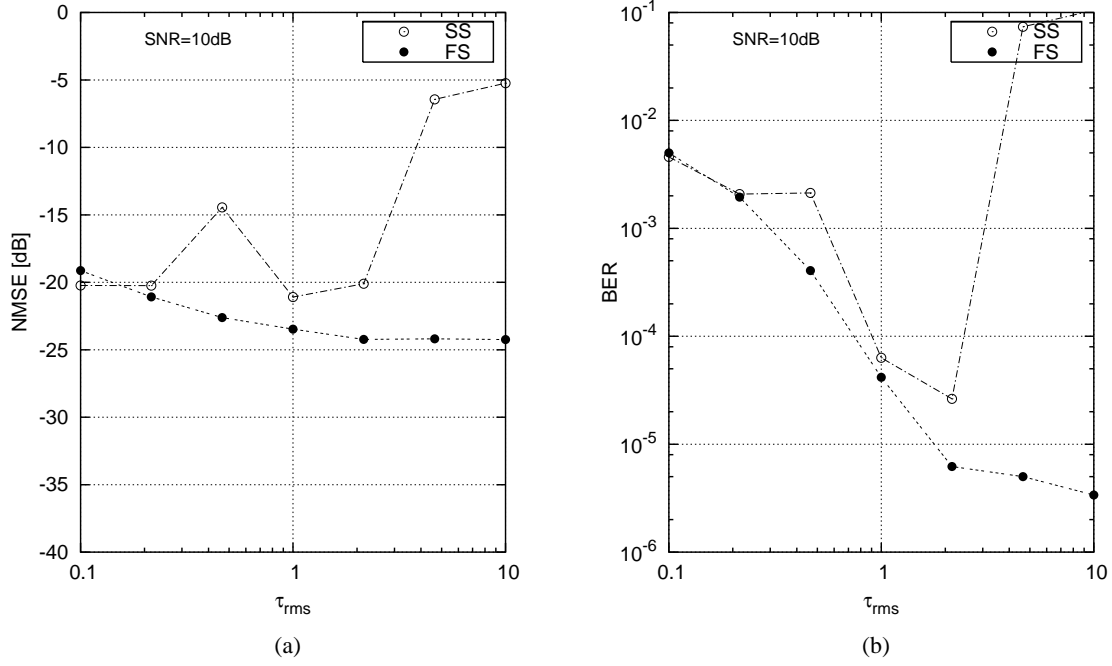 SNR=10dB
SS
FS
0
-5
-10
-15
-20
-25
-30
-35
-40
NMSE [dB]
0.1
1
10
τrms
(a)
SNR=10dB
SS
FS
10-1
10-2
10-3
10-4
10-5
10-6
BER
0.1
1
10
τrms
(b)